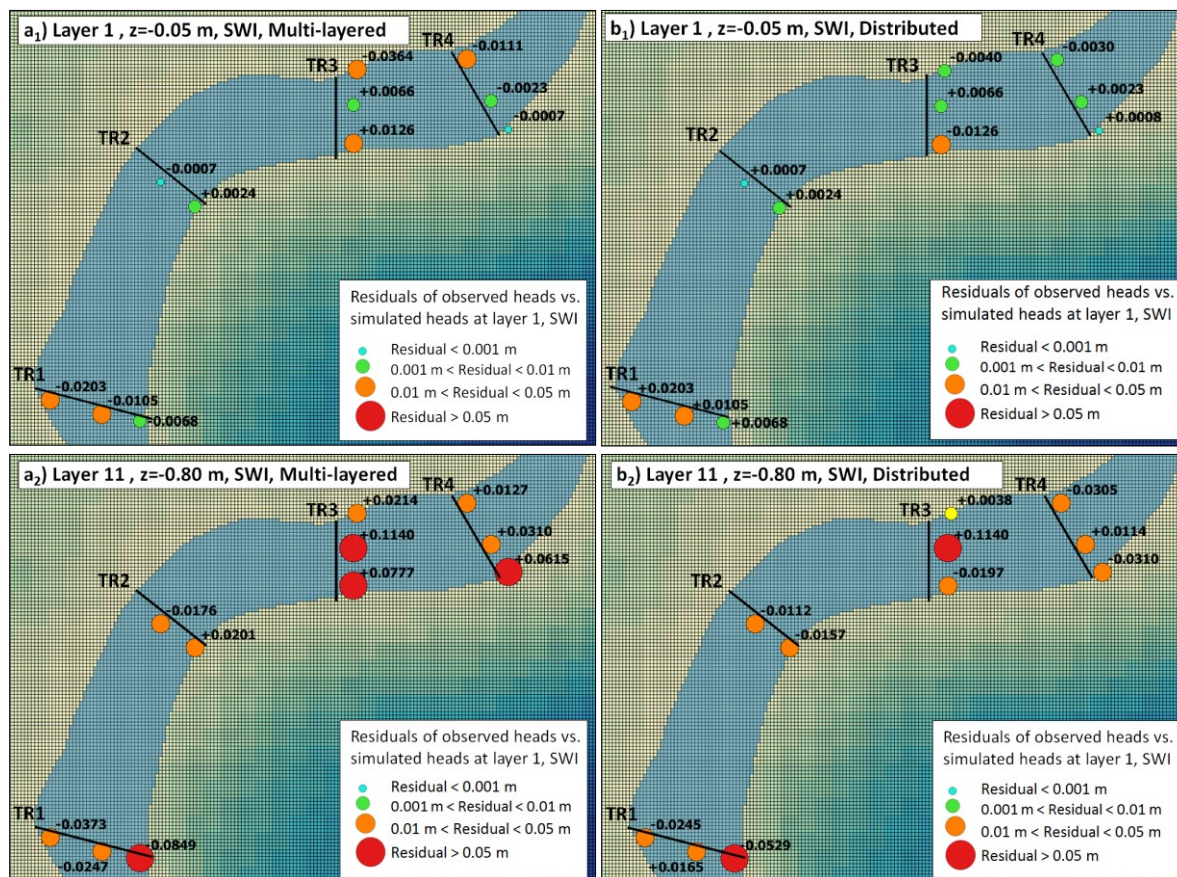 a1) Layer 1 , z=-0.05 m, SWI, Multi-layered
TR4
-0.0111
TR3
-0.0364
+0.0066
-0.0023
-0.0007
+0.0126
TR2
-0.0007
+0.0024
TR1
-0.0203
-0.0105
-0.0068
Residuals of observed heads vs.
simulated heads at layer 1, SWI
Residual < 0.001 m
0.001 m < Residual < 0.01 m
0.01 m < Residual < 0.05 m
Residual > 0.05 m
b1) Layer 1 , z=-0.05 m, SWI, Distributed
TR4
-0.0030
TR3
-0.0040
+0.0066
+0.0023
+0.0008
-0.0126
TR2
-0.0007
+0.0024
TR1
+0.0203
+0.0105
+0.0068
Residuals of observed heads vs.
simulated heads at layer 1, SWI
Residual < 0.001 m
0.001 m < Residual < 0.01 m
0.01 m < Residual < 0.05 m
Residual > 0.05 m
a2) Layer 11 , z=-0.80 m, SWI, Multi-layered
TR4
+0.0127
TR3
+0.0214
+0.1140
+0.0310
+0.0615
+0.0777
TR2
-0.0176
+0.0201
TR1
-0.0373
-0.0849
-0.0247
Residuals of observed heads vs.
simulated heads at layer 1, SWI
Residual < 0.001 m
0.001 m < Residual < 0.01 m
0.01 m < Residual < 0.05 m
Residual > 0.05 m
b2) Layer 11 , z=-0.80 m, SWI, Distributed
TR4
-0.0305
TR3
+0.0038
+0.1140
+0.0114
-0.0310
-0.0197
TR2
-0.0112
-0.0157
TR1
-0.0245
-0.0529
+0.0165
Residuals of observed heads vs.
simulated heads at layer 1, SWI
Residual < 0.001 m
0.001 m < Residual < 0.01 m
0.01 m < Residual < 0.05 m
Residual > 0.05 m